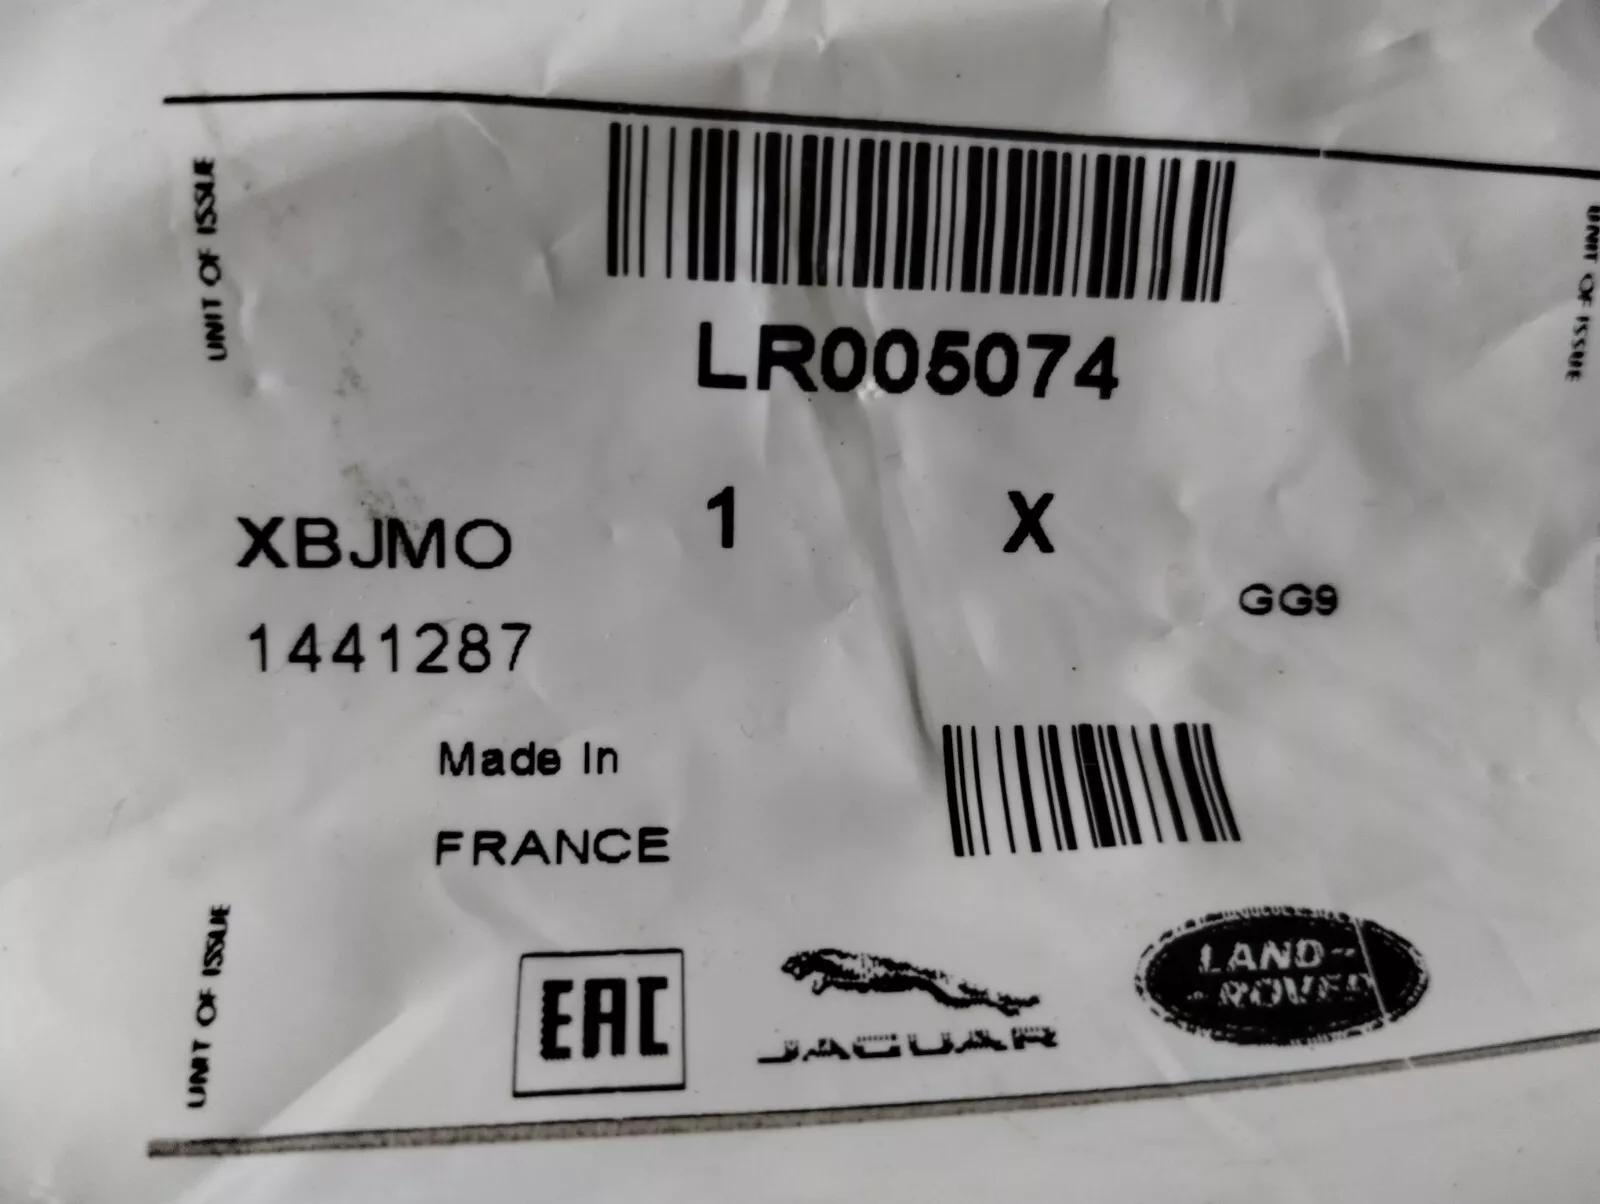 UNIT OF ISSUE
UNIT OF ISSUE
LR005074
XBJMO 1 X
GG9
1441287
Made In
FRANCE
UNIT OF ISSUE
EAC
JAGUAR
LAND-
-ROVER